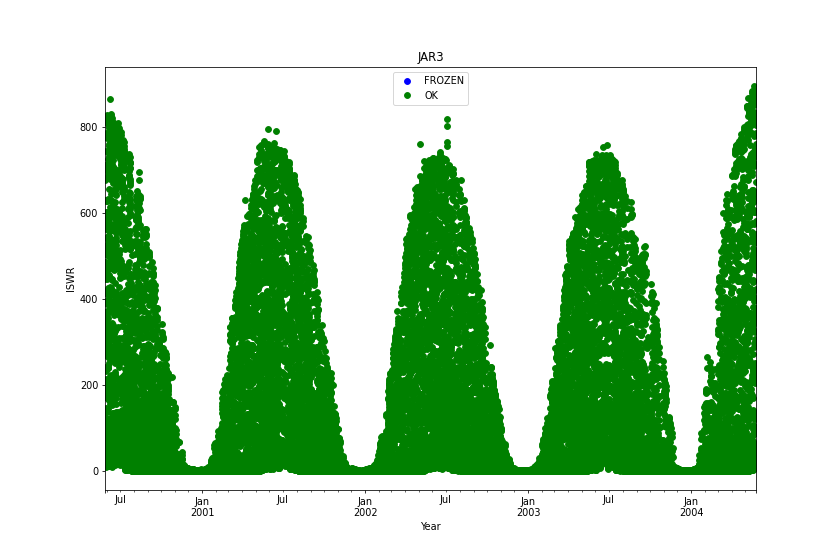 JAR3
FROZEN
OK
800
600
400
200
0
ISWR
Jul
Jan
2001
Jul
Jan
2002
Jul
Jan
2003
Jul
Jan
2004
Year